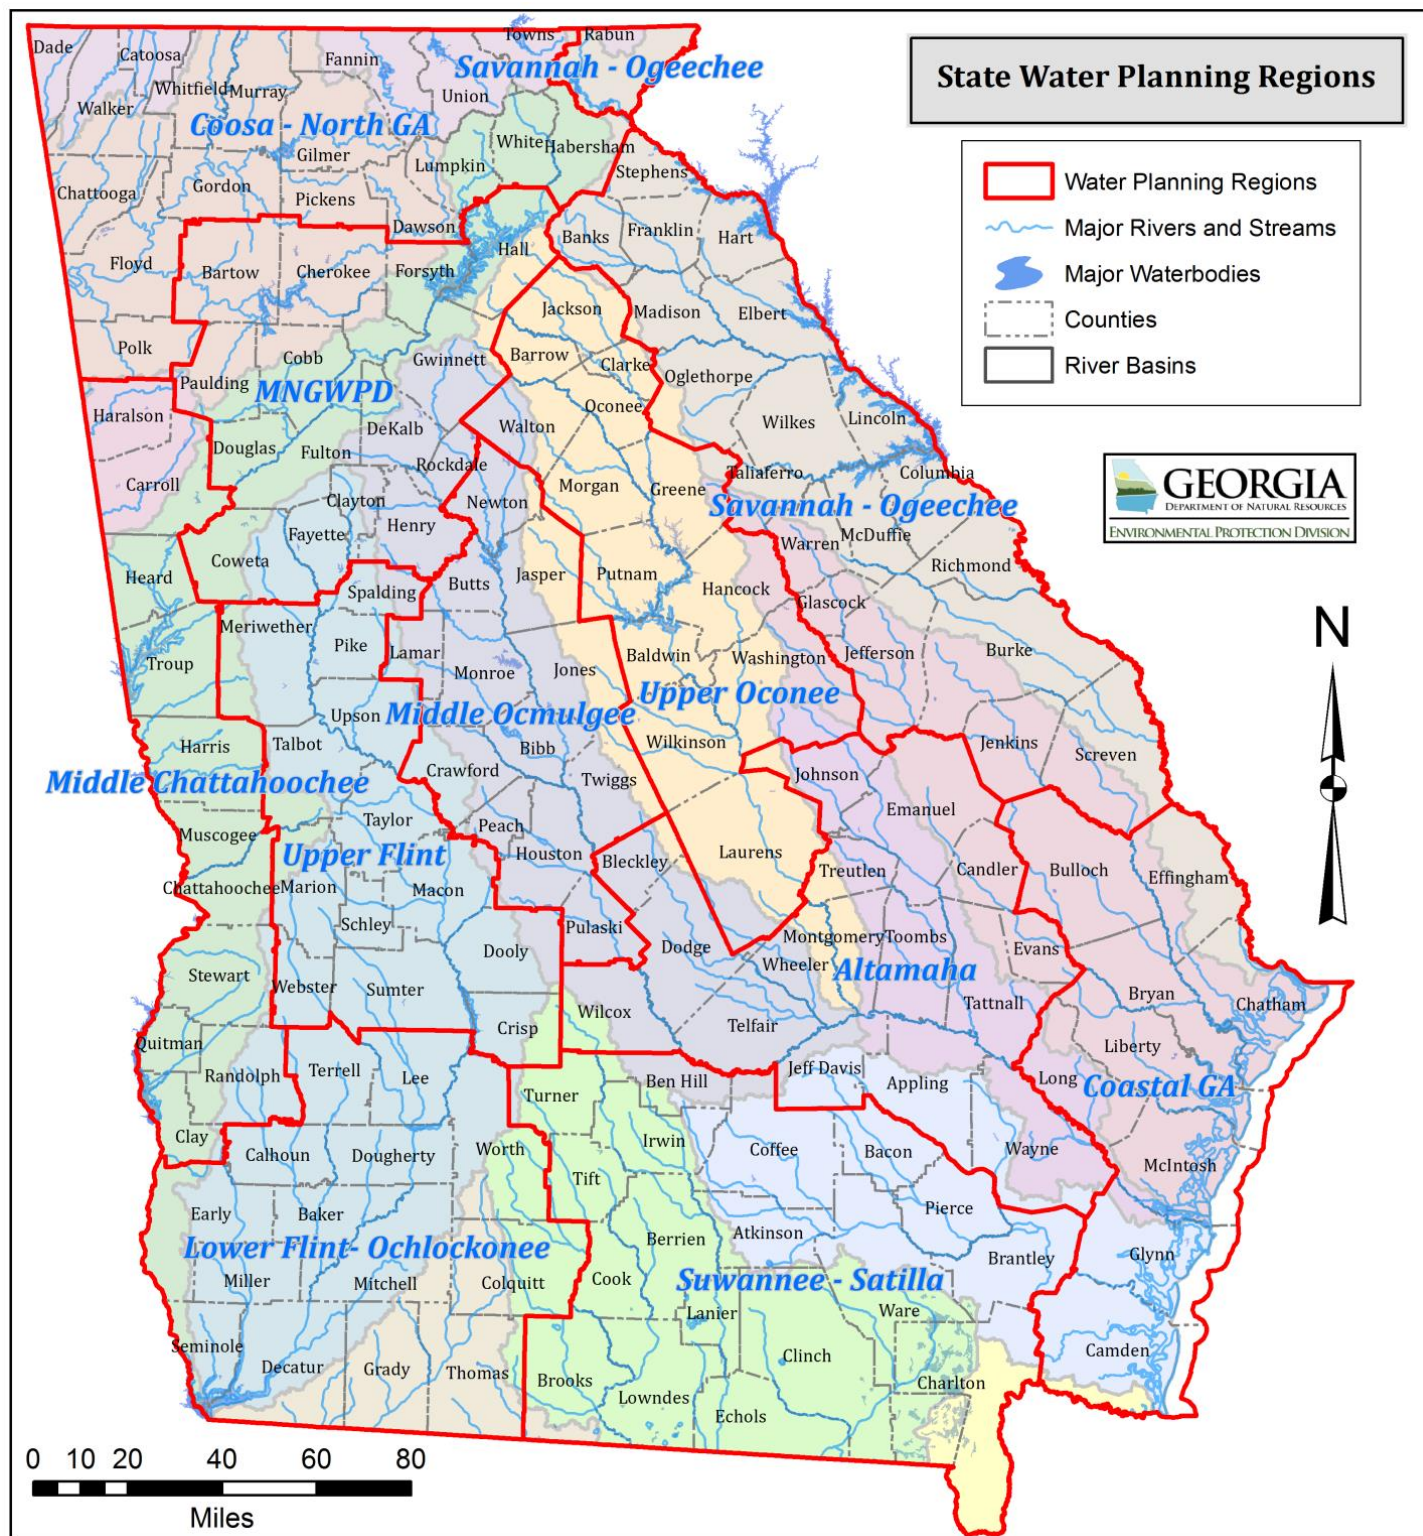 State Water Planning Regions
Water Planning Regions
Major Rivers and Streams
Major Waterbodies
Counties
River Basins
GEORGIA
DEPARTMENT OF NATURAL RESOURCES
ENVIRONMENTAL PROTECTION DIVISION
N
Dade
Catoosa
Fannin
Towns
Rabun
Savannah - Ogeechee
Walker
Whitfield
Murray
Union
Coosa - North GA
Gilmer
White
Habersham
Lumpkin
Stephens
Chattooga
Gordon
Pickens
Dawson
Floyd
Bartow
Cherokee
Forsyth
Hall
Banks
Franklin
Hart
Jackson
Madison
Elbert
Polk
Cobb
Gwinnett
Barrow
Clarke
Oglethorpe
Paulding
MNGWPD
Haralson
Oconee
Wilkes
Lincoln
DeKalb
Walton
Douglas
Fulton
Rockdale
Taliaferro
Columbia
Carroll
Clayton
Newton
Morgan
Greene
Savannah - Ogeechee
Henry
Fayette
McDuffie
Warren
Coweta
Heard
Butts
Jasper
Putnam
Hancock
Richmond
Spalding
Glascock
Meriwether
Pike
Lamar
Troup
Monroe
Jones
Baldwin
Washington
Jefferson
Burke
Upper Oconee
Middle Ocmulgee
Upson
Harris
Talbot
Bibb
Wilkinson
Jenkins
Screven
Middle Chattahoochee
Crawford
Twiggs
Johnson
Emanuel
Muscogee
Taylor
Peach
Upper Flint
Houston
Bleckley
Laurens
Treutlen
Candler
Bulloch
Effingham
Chattahoochee
Marion
Macon
Schley
Pulaski
Dooly
Dodge
Montgomery
Toombs
Evans
Wheeler
Altamaha
Stewart
Webster
Sumter
Tattnall
Bryan
Chatham
Wilcox
Telfair
Crisp
Quitman
Liberty
Randolph
Terrell
Lee
Ben Hill
Jeff Davis
Appling
Long
Coastal GA
Turner
Clay
Calhoun
Dougherty
Worth
Irwin
Coffee
Bacon
Wayne
McIntosh
Tift
Early
Baker
Pierce
Lower Flint- Ochlockonee
Berrien
Atkinson
Brantley
Glynn
Miller
Mitchell
Colquitt
Cook
Suwannee - Satilla
Lanier
Ware
Seminole
Decatur
Grady
Thomas
Brooks
Lowndes
Clinch
Camden
Charlton
Echols
0 10 20 40 60 80
Miles